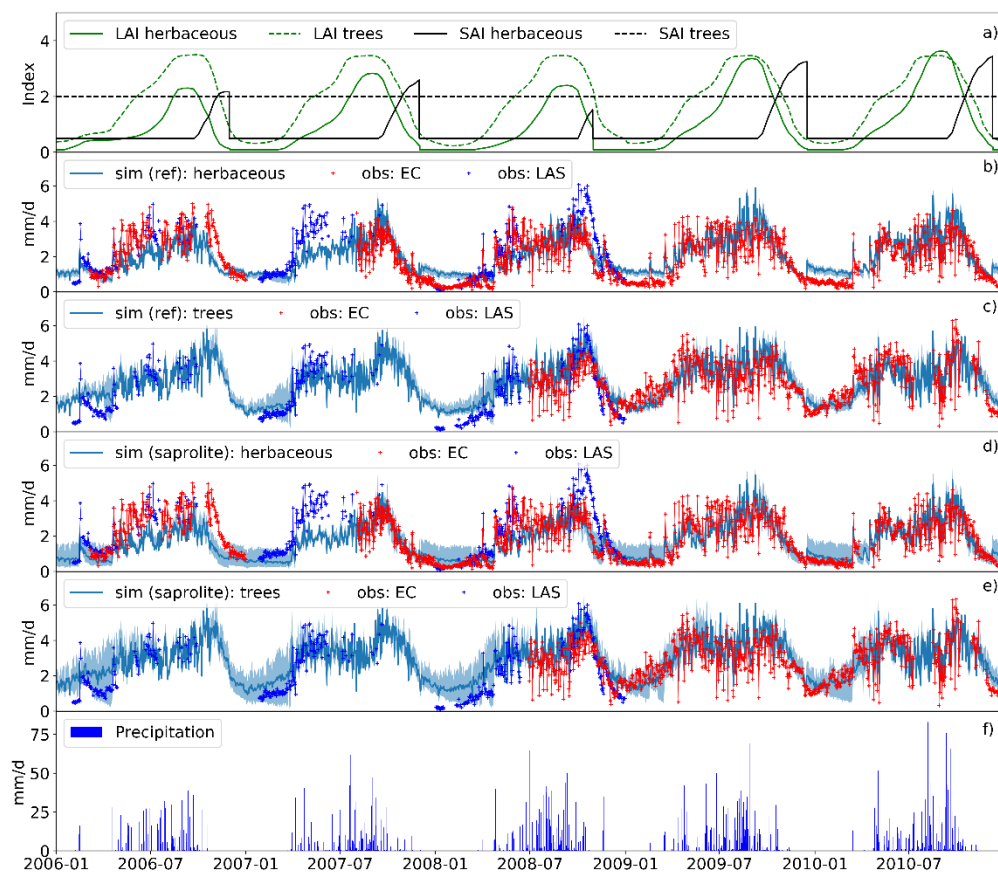 LAI herbaceous LAI trees SAI herbaceous SAI trees a)
4
2
0
Index
sim (ref): herbaceous obs: EC obs: LAS b)
6
4
2
0
mm/d
sim (ref): trees obs: EC obs: LAS c)
6
4
2
0
mm/d
sim (saprolite): herbaceous obs: EC obs: LAS d)
6
4
2
0
mm/d
sim (saprolite): trees obs: EC obs: LAS e)
6
4
2
0
mm/d
Precipitation f)
75
50
25
0
mm/d
2006-01 2006-07 2007-01 2007-07 2008-01 2008-07 2009-01 2009-07 2010-01 2010-07